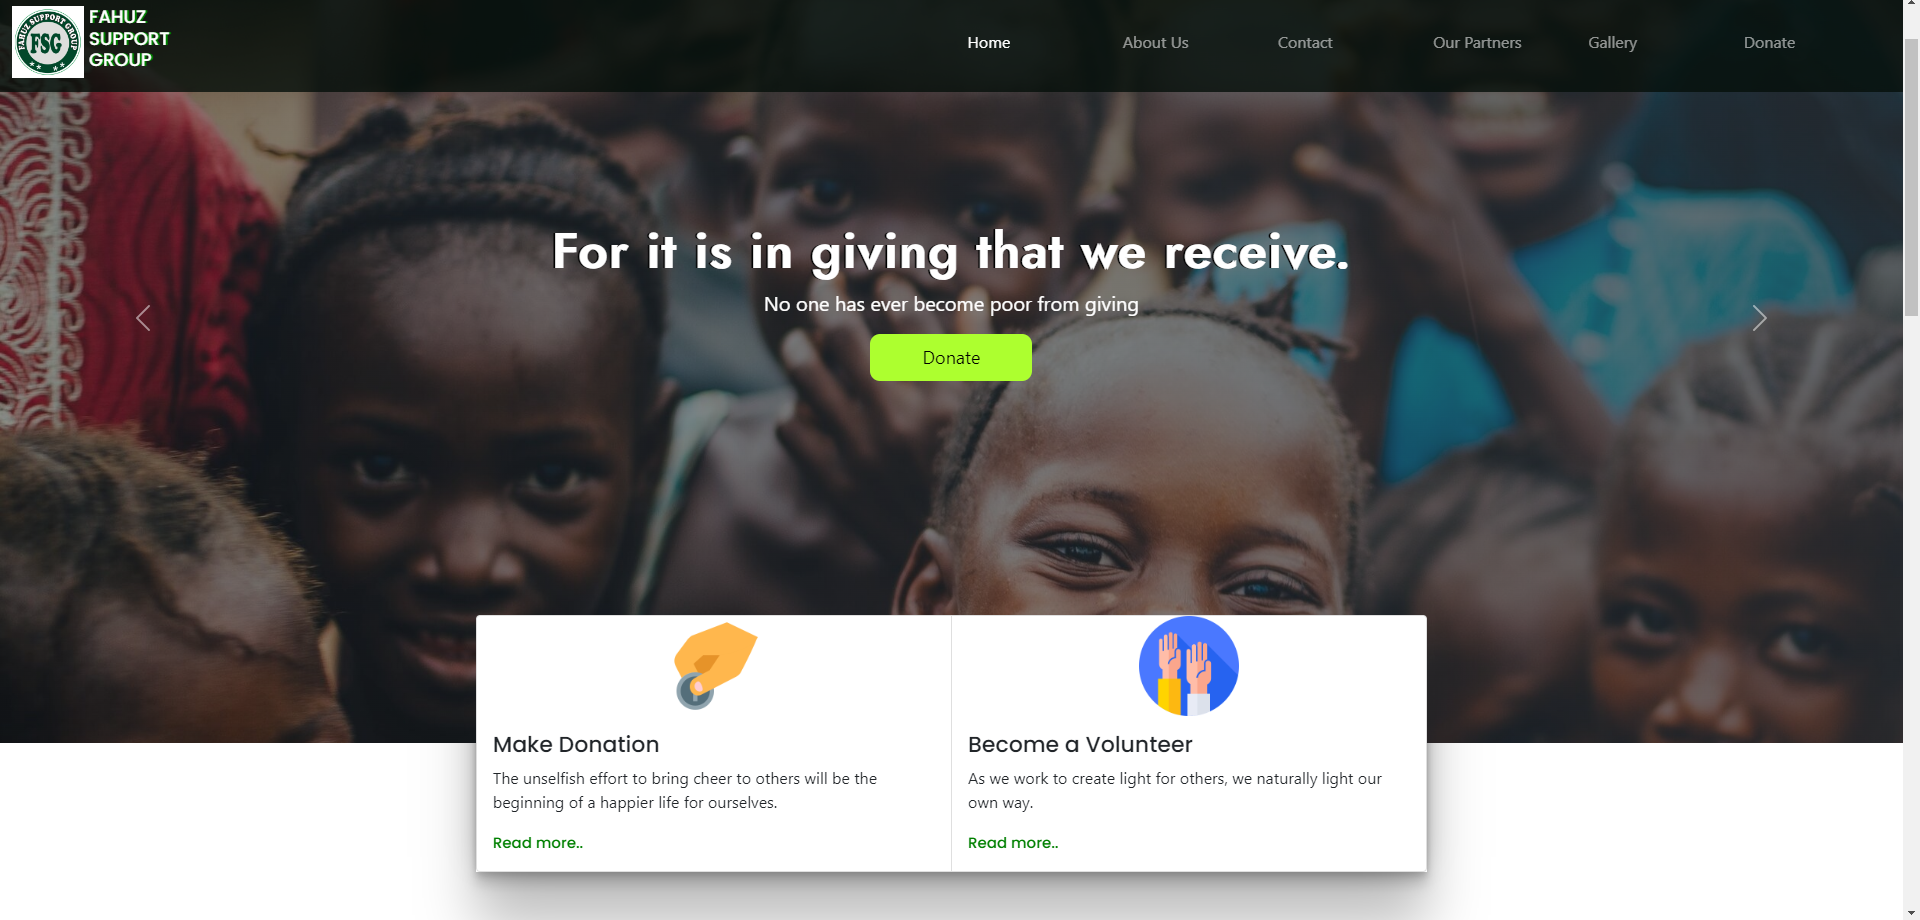 FAHUZ SUPPORT GROUP
FSG
FAHUZ
SUPPORT
GROUP
Home
About Us
Contact
Our Partners
Gallery
Donate
For it is in giving that we receive.
No one has ever become poor from giving
Donate
Make Donation
The unselfish effort to bring cheer to others will be the
beginning of a happier life for ourselves.
Read more..
Become a Volunteer
As we work to create light for others, we naturally light our
own way.
Read more..